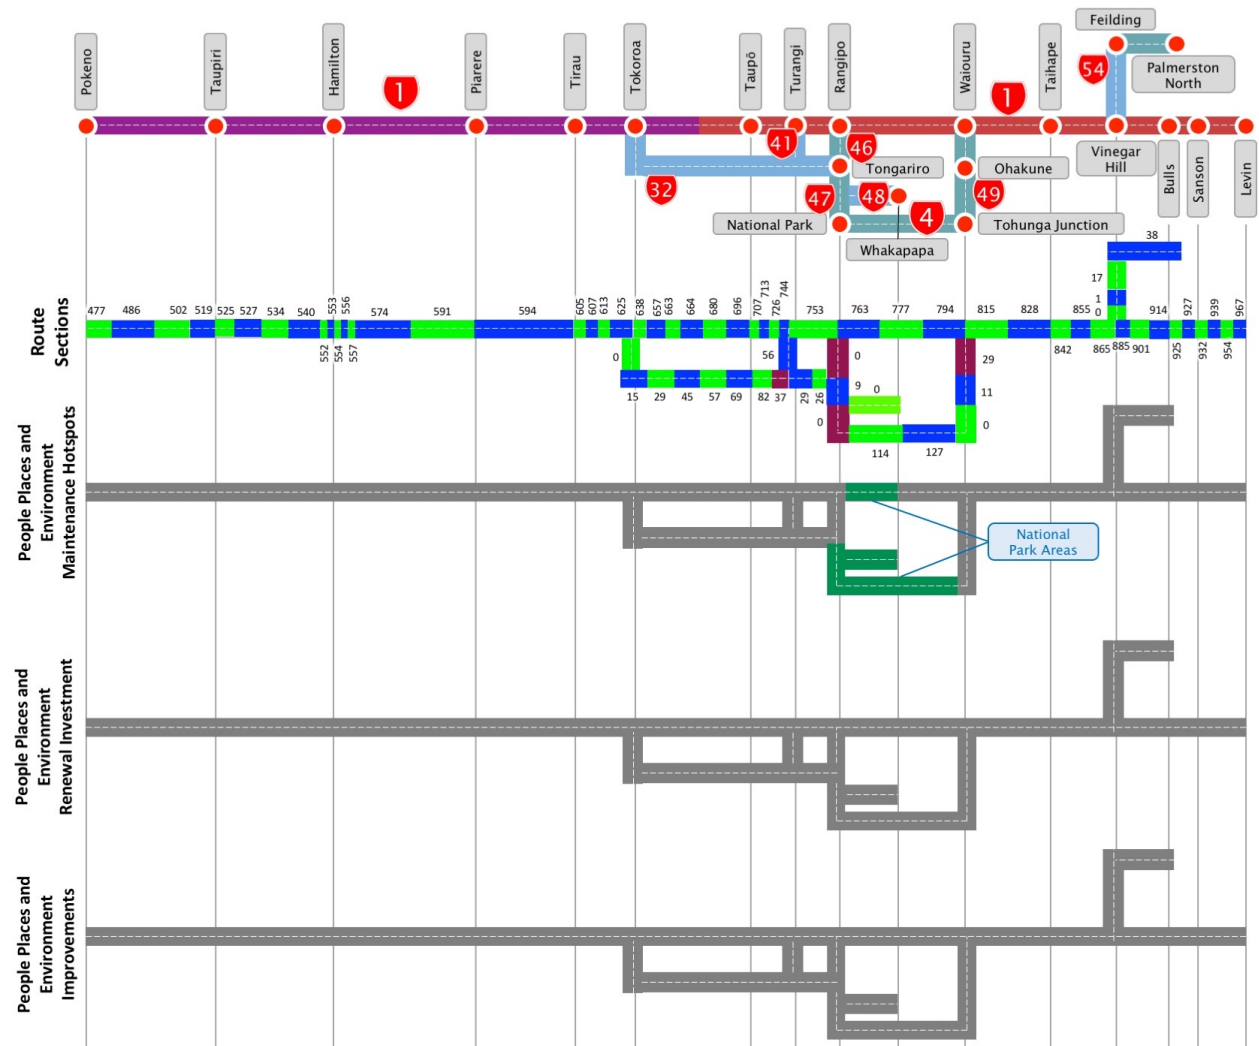 Feilding
Pokeno
Taupiri
Hamilton
Piarere
Tirau
Tokoroa
Taupō
Turangi
Rangipo
Waiouru
Taihape
54
Palmerston
North
1
1
41
46
Vinegar
Hill
Bulls
Sanson
Levin
32
Tongariro
Ohakune
47
48
49
4
National Park
Tohunga Junction
Whakapapa
38
17
1
0
Route
Sections
477
486
502
519
525
527
534
540
553
556
574
591
594
605
607
613
625
638
657
663
664
680
696
707
713
726
744
753
763
777
794
815
828
855
914
927
939
967
552
554
557
842
865
885
901
925
932
954
0
56
0
29
15
29
45
57
69
82
37
29
26
9
0
11
0
0
114
127
People Places and
Environment
Maintenance Hotspots
National
Park Areas
People Places and
Environment
Renewal Investment
People Places and
Environment
Improvements